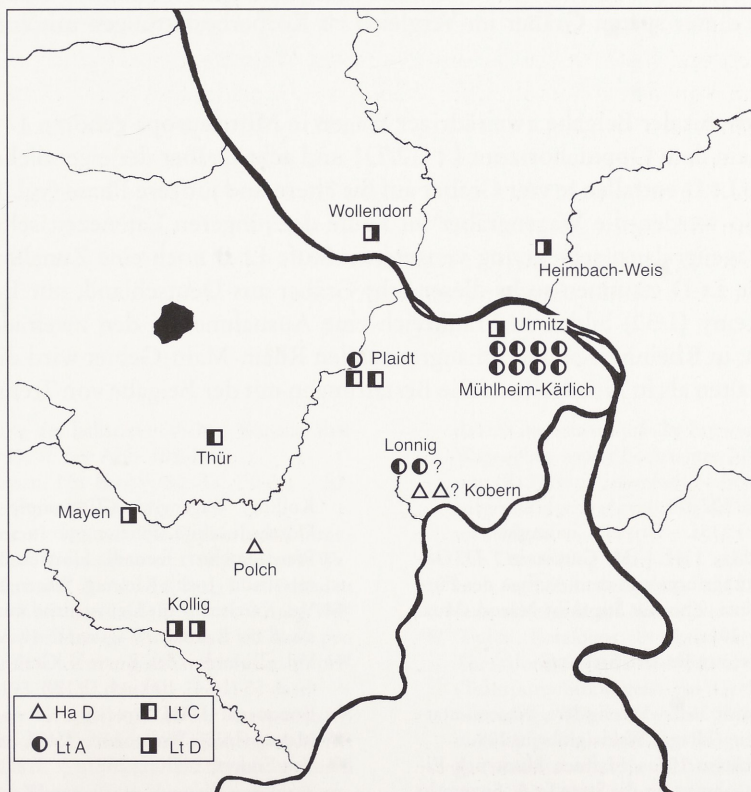 Wollendorf
Heimbach-Weis
Urmitz
Plaidt
Mühlheim-Kärlich
Lonnig
?
Thür
? Kobern
Mayen
Polch
Kollig
Ha D
Lt C
Lt A
Lt D